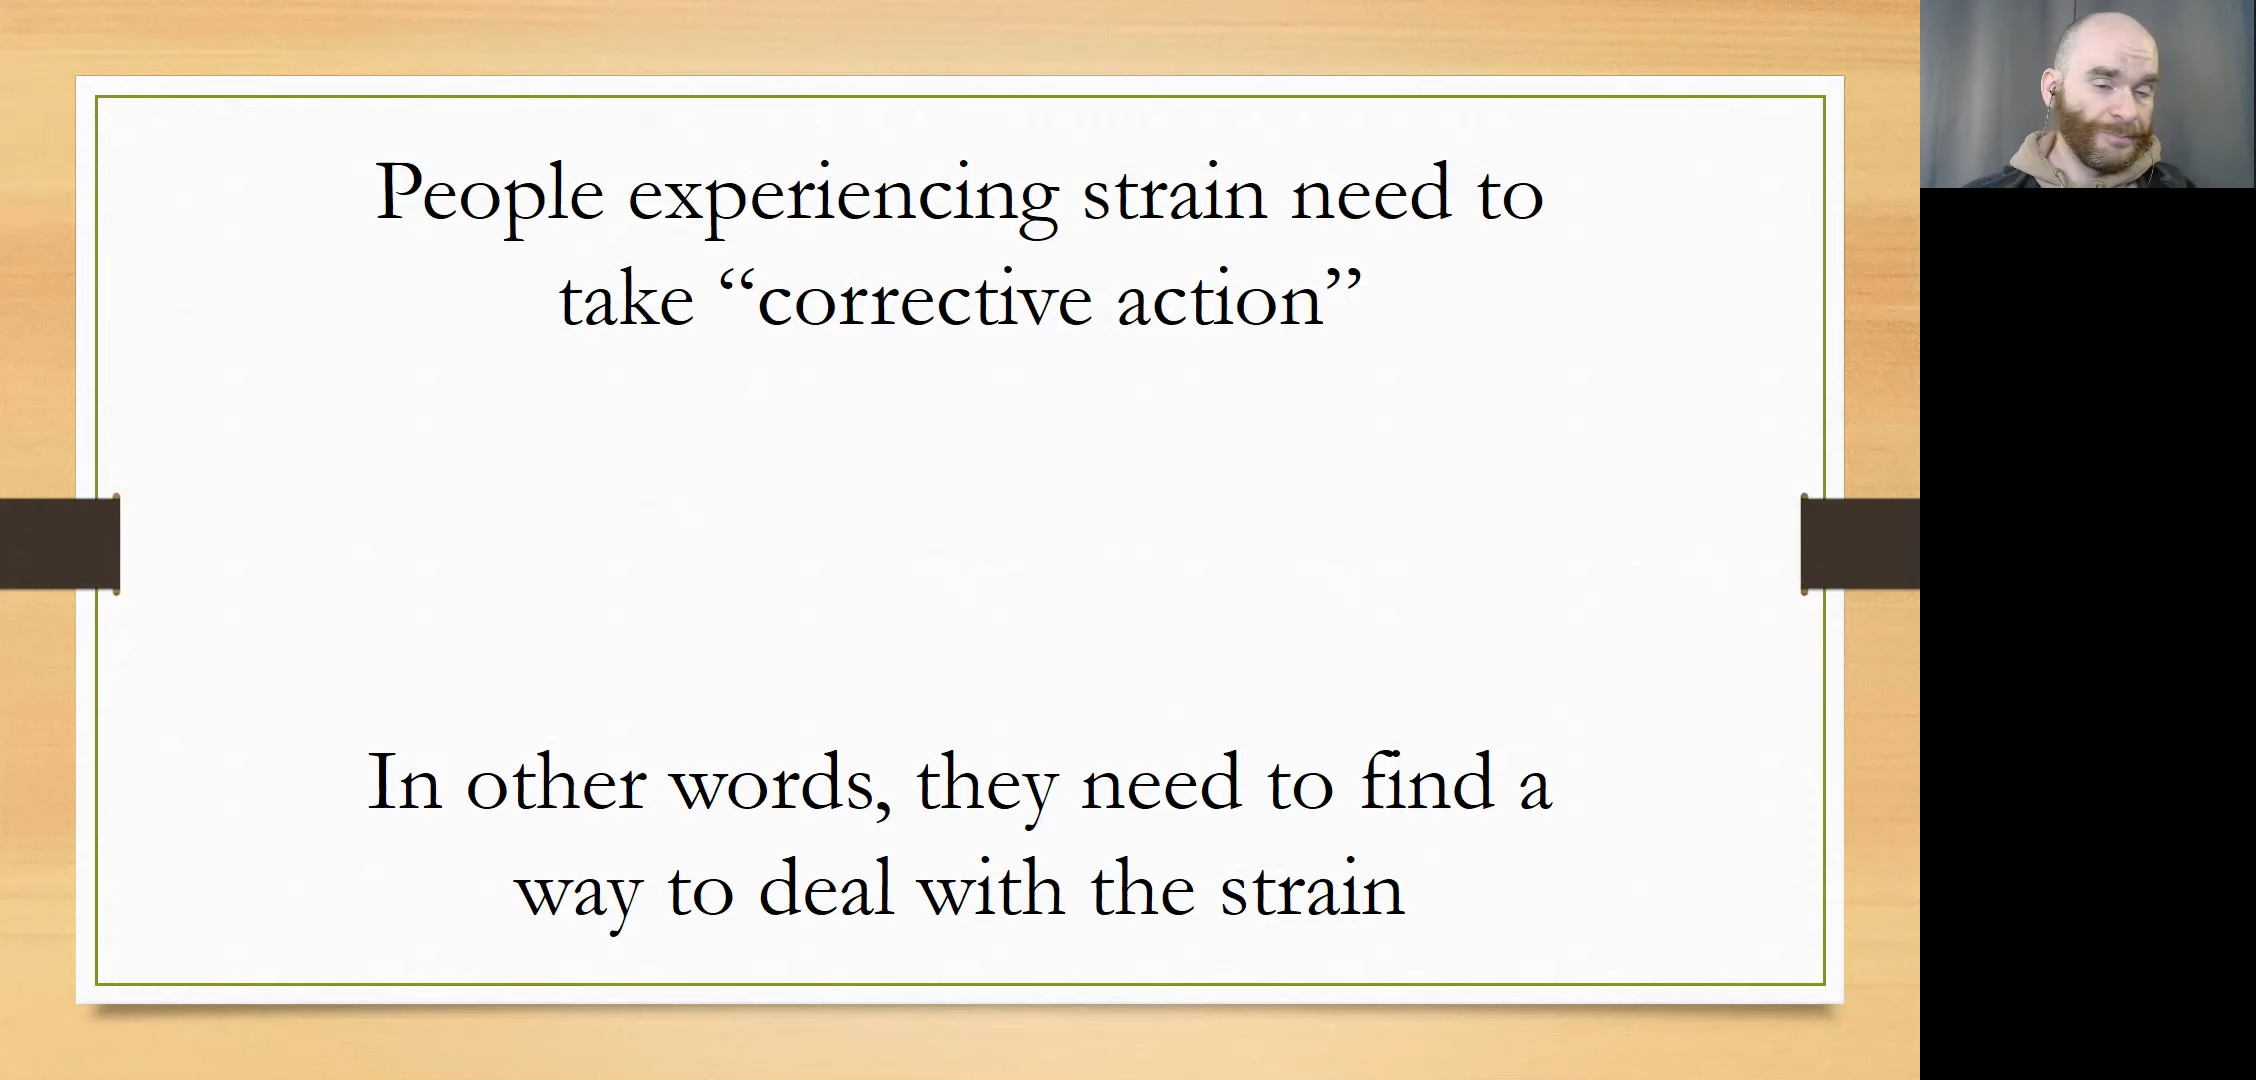 People experiencing strain need to
take “corrective action”
In other words, they need to find a
way to deal with the strain